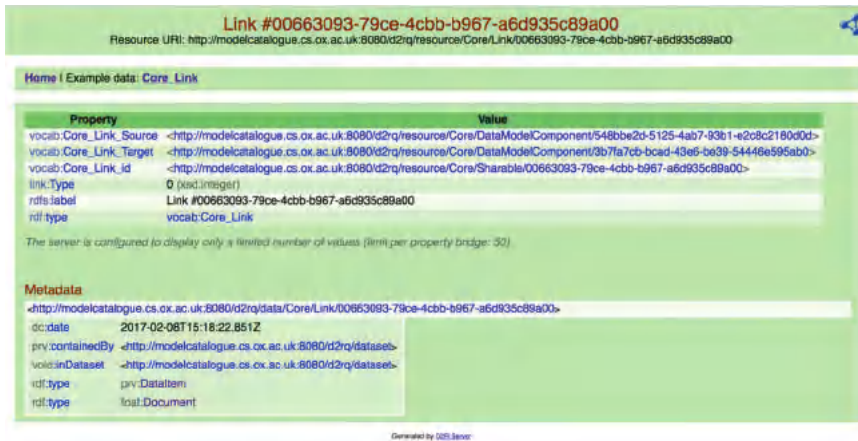 Link #00663093-79ce-4cbb-b967-a6d935c89a00
Resource URI: http://modelcatalogue.cs.ox.ac.uk:8080/d2rq/resource/Core/Link/00663093-79ce-4cbb-b967-a6d935c89a00
Home | Example data: Core_Link
Property Value
vocab:Core_Link_Source <http://modelcatalogue.cs.ox.ac.uk:8080/d2rq/resource/Core/DataModelComponent/548bbe2d-5125-4ab7-93b1-e2c8c2180d0d>
vocab:Core_Link_Target <http://modelcatalogue.cs.ox.ac.uk:8080/d2rq/resource/Core/DataModelComponent/3b7fa7cb-bcad-43e6-be39-54446e595ab0>
vocab:Core_Link_id <http://modelcatalogue.cs.ox.ac.uk:8080/d2rq/resource/Core/Sharable/00663093-79ce-4cbb-b967-a6d935c89a00>
link:Type 0 (xsd:integer)
rdfs:label Link #00663093-79ce-4cbb-b967-a6d935c89a00
rdf:type vocab:Core_Link
The server is configured to display only a limited number of values (limit per property bridge: 50).
Metadata
<http://modelcatalogue.cs.ox.ac.uk:8080/d2rq/data/Core/Link/00663093-79ce-4cbb-b967-a6d935c89a00>
dc:date 2017-02-08T15:18:22.851Z
prv:containedBy <http://modelcatalogue.cs.ox.ac.uk:8080/d2rq/dataset>
void:inDataset <http://modelcatalogue.cs.ox.ac.uk:8080/d2rq/dataset>
rdf:type prv:DataItem
rdf:type foaf:Document
Generated by D2R Server